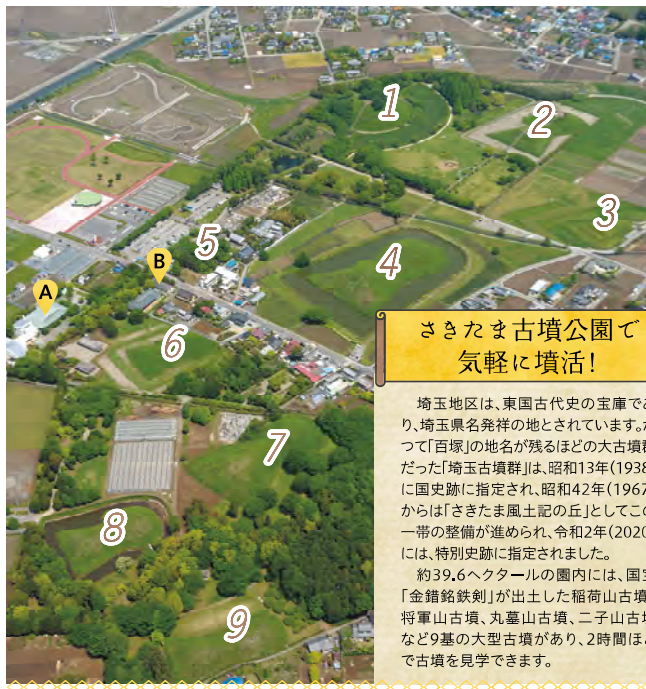 1
2
3
4
5
B
A
6
7
8
9
さきたま古墳公園で
気軽に墳活!
埼玉地区は、東国古代史の宝庫であ
り、埼玉県名発祥の地とされています。か
つて「百塚」の地名が残るほどの大古墳群
だった「埼玉古墳群」は、昭和13年(1938)
に国史跡に指定され、昭和42年(1967)
からは「さきたま風土記の丘」としてこの
一帯の整備が進められ、令和2年(2020)
には、特別史跡に指定されました。
約39.6ヘクタールの園内には、国宝
「金錯銘鉄剣」が出土した稲荷山古墳、
将軍山古墳、丸墓山古墳、二子山古墳
など9基の大型古墳があり、2時間ほど
で古墳を見学できます。